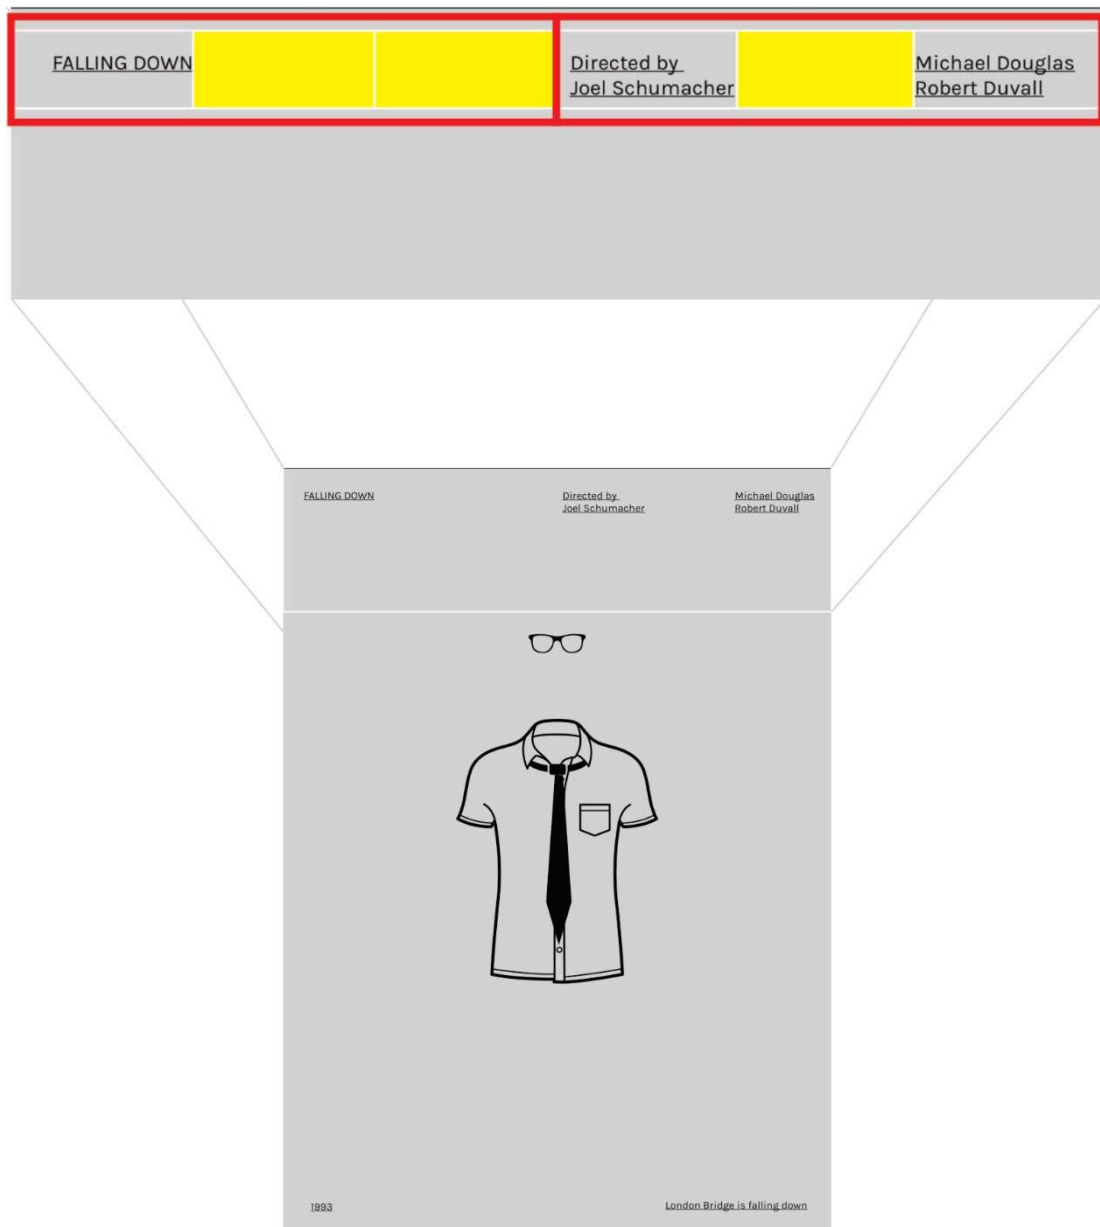 FALLING DOWN
Directed by
Joel Schumacher
Michael Douglas
Robert Duvall
FALLING DOWN
Directed by
Joel Schumacher
Michael Douglas
Robert Duvall
1993
London Bridge is falling down